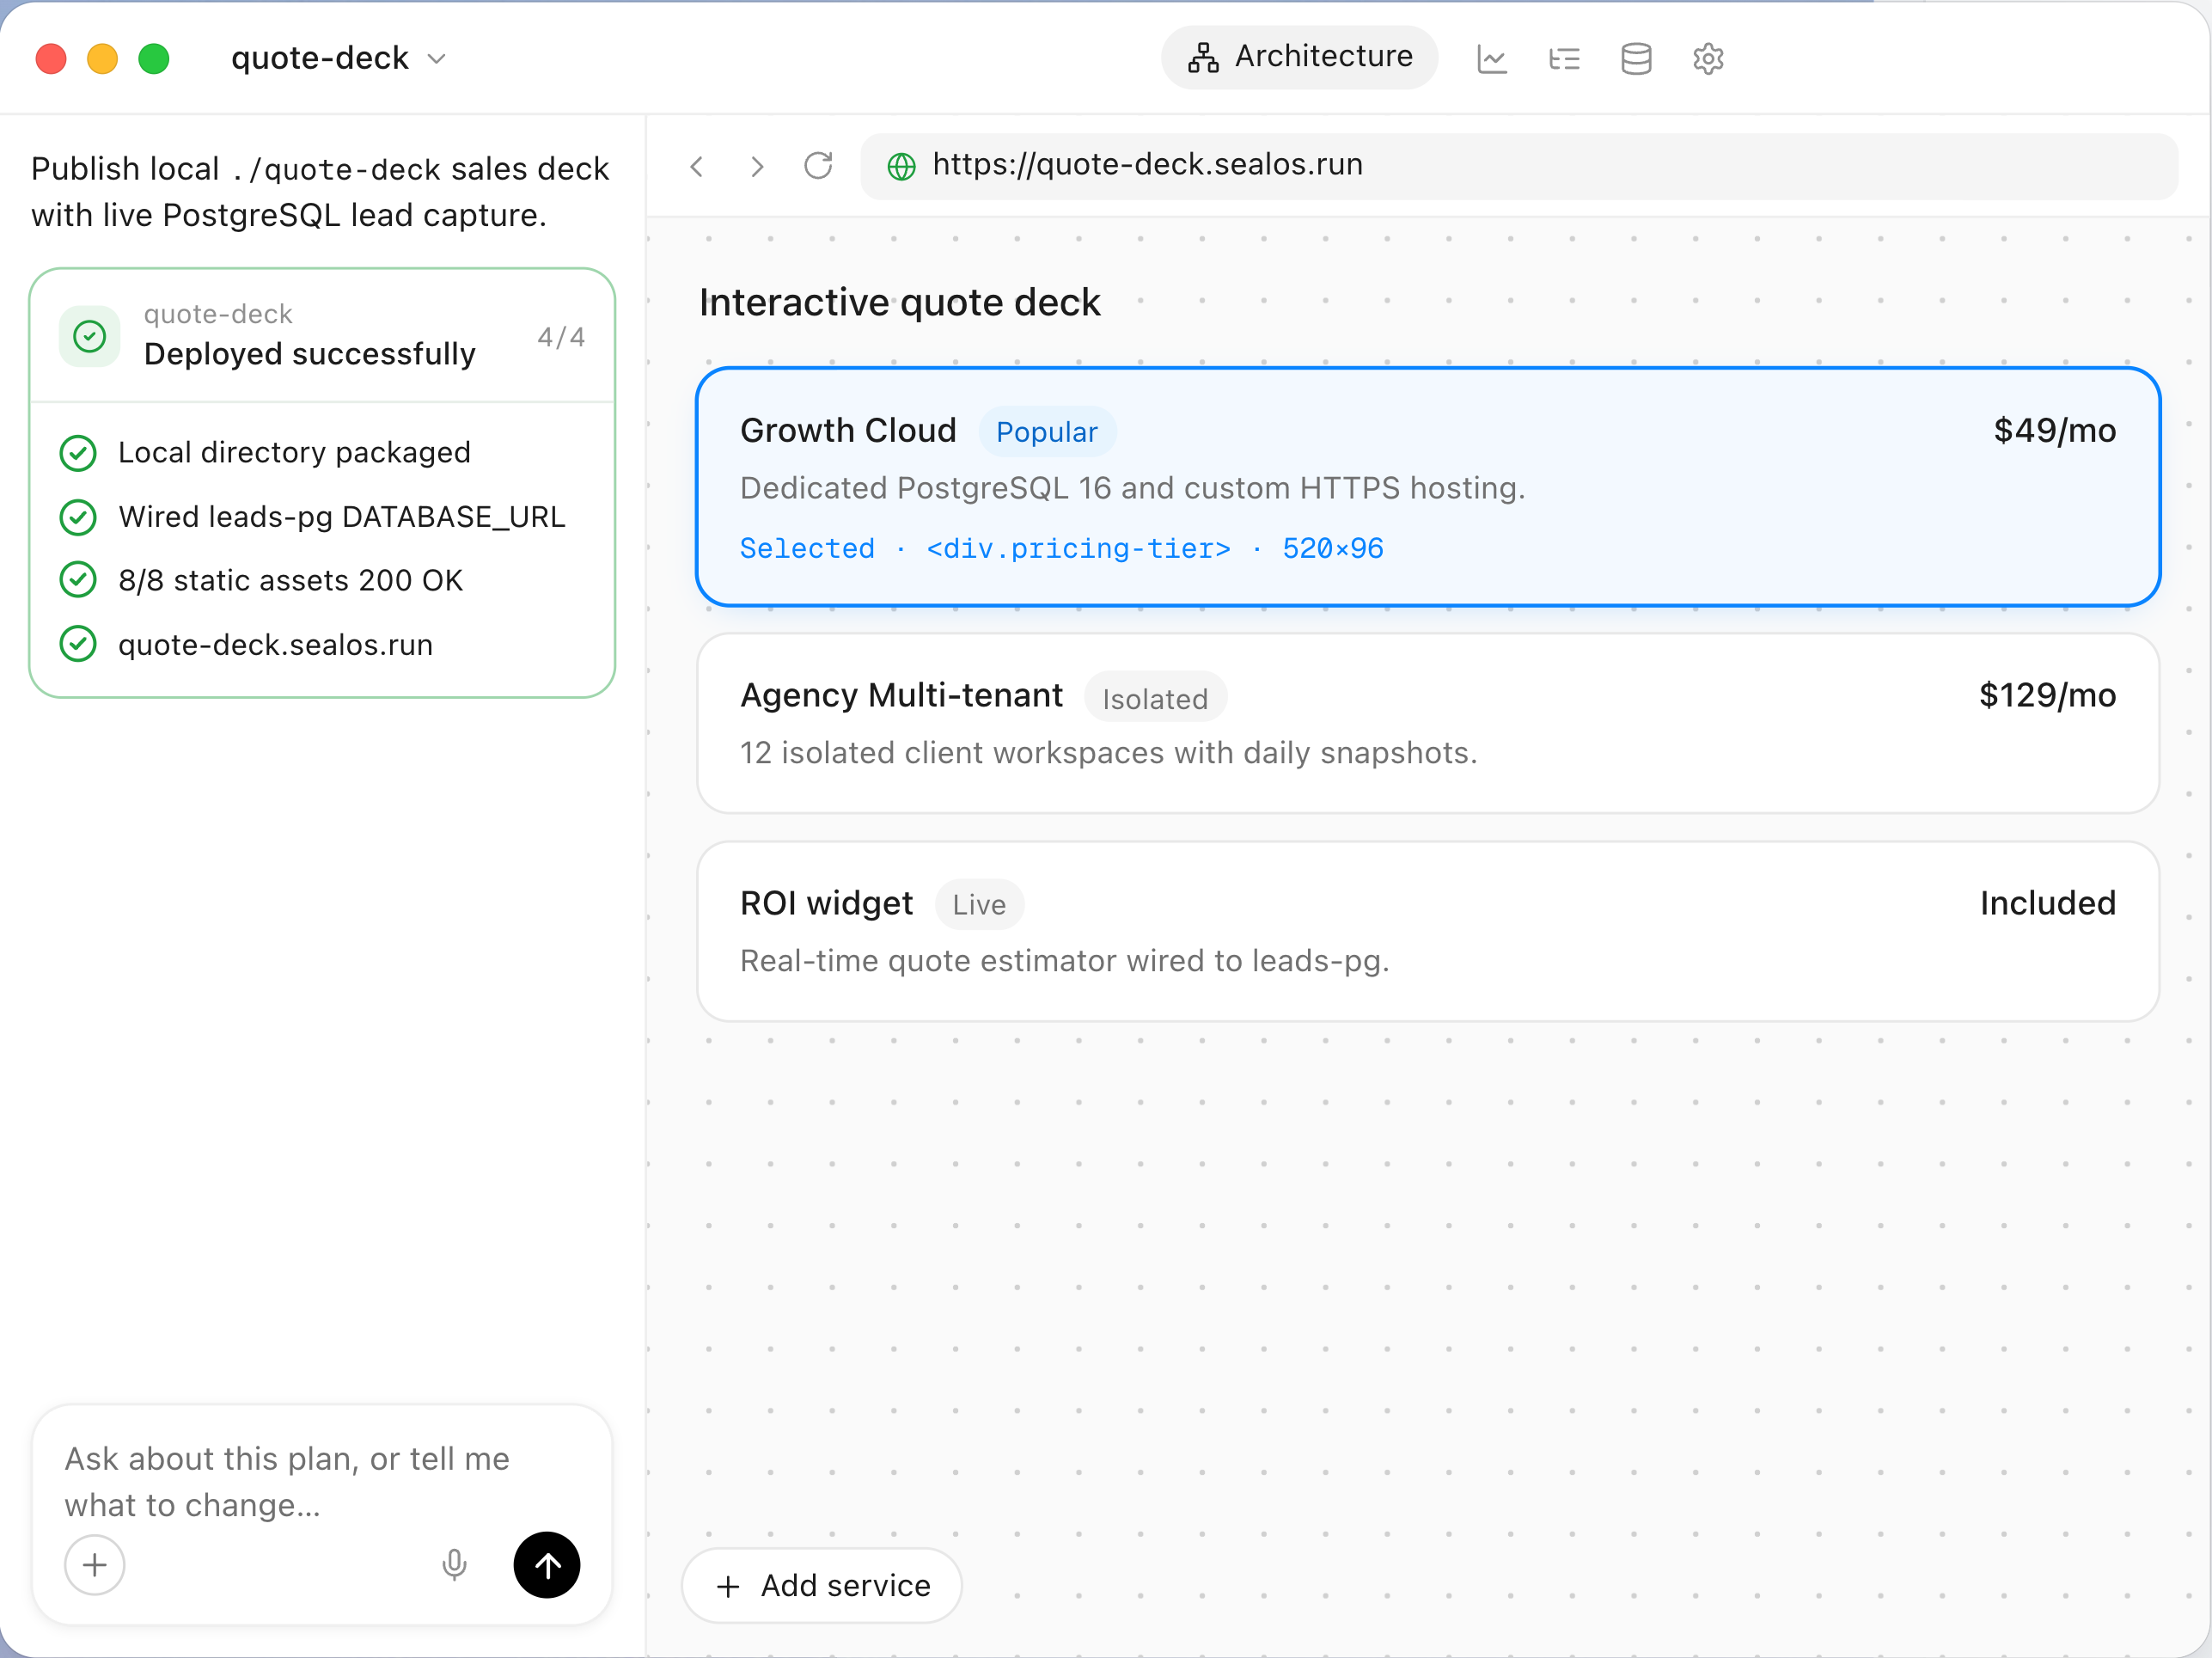 quote-deck
Architecture
Publish local ./quote-deck sales deck
with live PostgreSQL lead capture.
quote-deck
Deployed successfully
4/4
Local directory packaged
Wired leads-pg DATABASE_URL
8/8 static assets 200 OK
quote-deck.sealos.run
Ask about this plan, or tell me
what to change...
https://quote-deck.sealos.run
Interactive quote deck
Growth Cloud Popular $49/mo
Dedicated PostgreSQL 16 and custom HTTPS hosting.
Selected · <div.pricing-tier> · 520×96
Agency Multi-tenant Isolated $129/mo
12 isolated client workspaces with daily snapshots.
ROI widget Live Included
Real-time quote estimator wired to leads-pg.
Add service